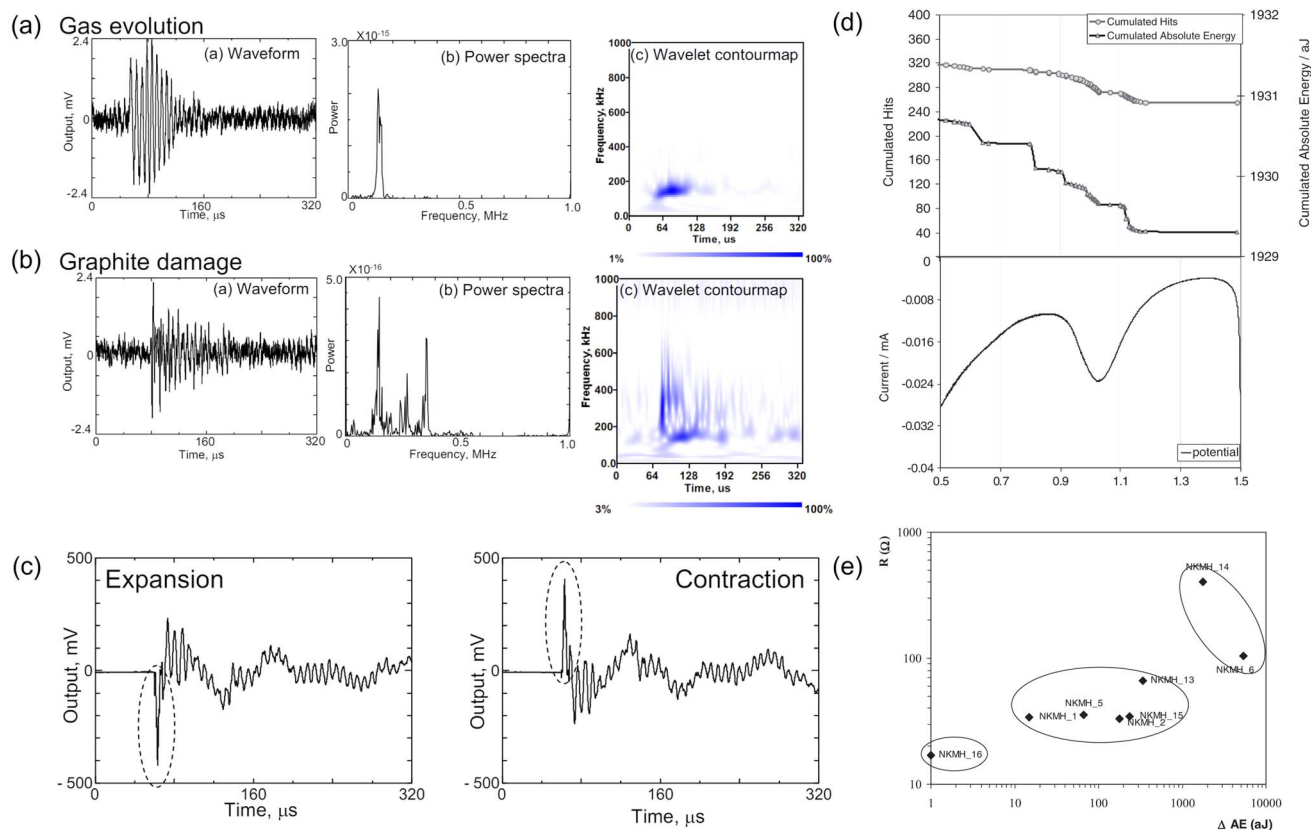 (a) Gas evolution
(a) Waveform
2.4
0
-2.4
Output, mV
0 160 320
Time, μs
X10-15
(b) Power spectra
3.0
Power
0
0 0.5 1.0
Frequency, MHz
(c) Wavelet contourmap
1000
800
600
400
200
0.0
Frequency, kHz
64 128 192 256 320
Time, us
1% 100%
(b) Graphite damage
(a) Waveform
2.4
0
-2.4
Output, mV
0 160 320
Time, μs
X10-16
(b) Power spectra
5.0
Power
0
0 0.5 1.0
Frequency, MHz
(c) Wavelet contourmap
1000
800
600
400
200
0.0
Frequency, kHz
0 64 128 192 256 320
Time, us
3% 100%
(c)
Expansion
500
0
-500
Output, mV
0 160 320
Time, μs
Contraction
500
0
-500
Output, mV
0 160 320
Time, μs
(d)
Cumulated Hits
Cumulated Absolute Energy
400
360
320
280
240
200
160
120
80
40
0
Cumulated Hits
1932
1931
1930
1929
Cumulated Absolute Energy / aJ
-0.008
-0.016
-0.024
-0.032
-0.04
Current / mA
potential
0.5 0.7 0.9 1.1 1.3 1.5
(e)
R (Ω)
1000
100
10
NKMH_14
NKMH_6
NKMH_13
NKMH_5
NKMH_1
NKMH_15
NKMH_2
NKMH_16
1 10 100 1000 10000
Δ AE (aJ)